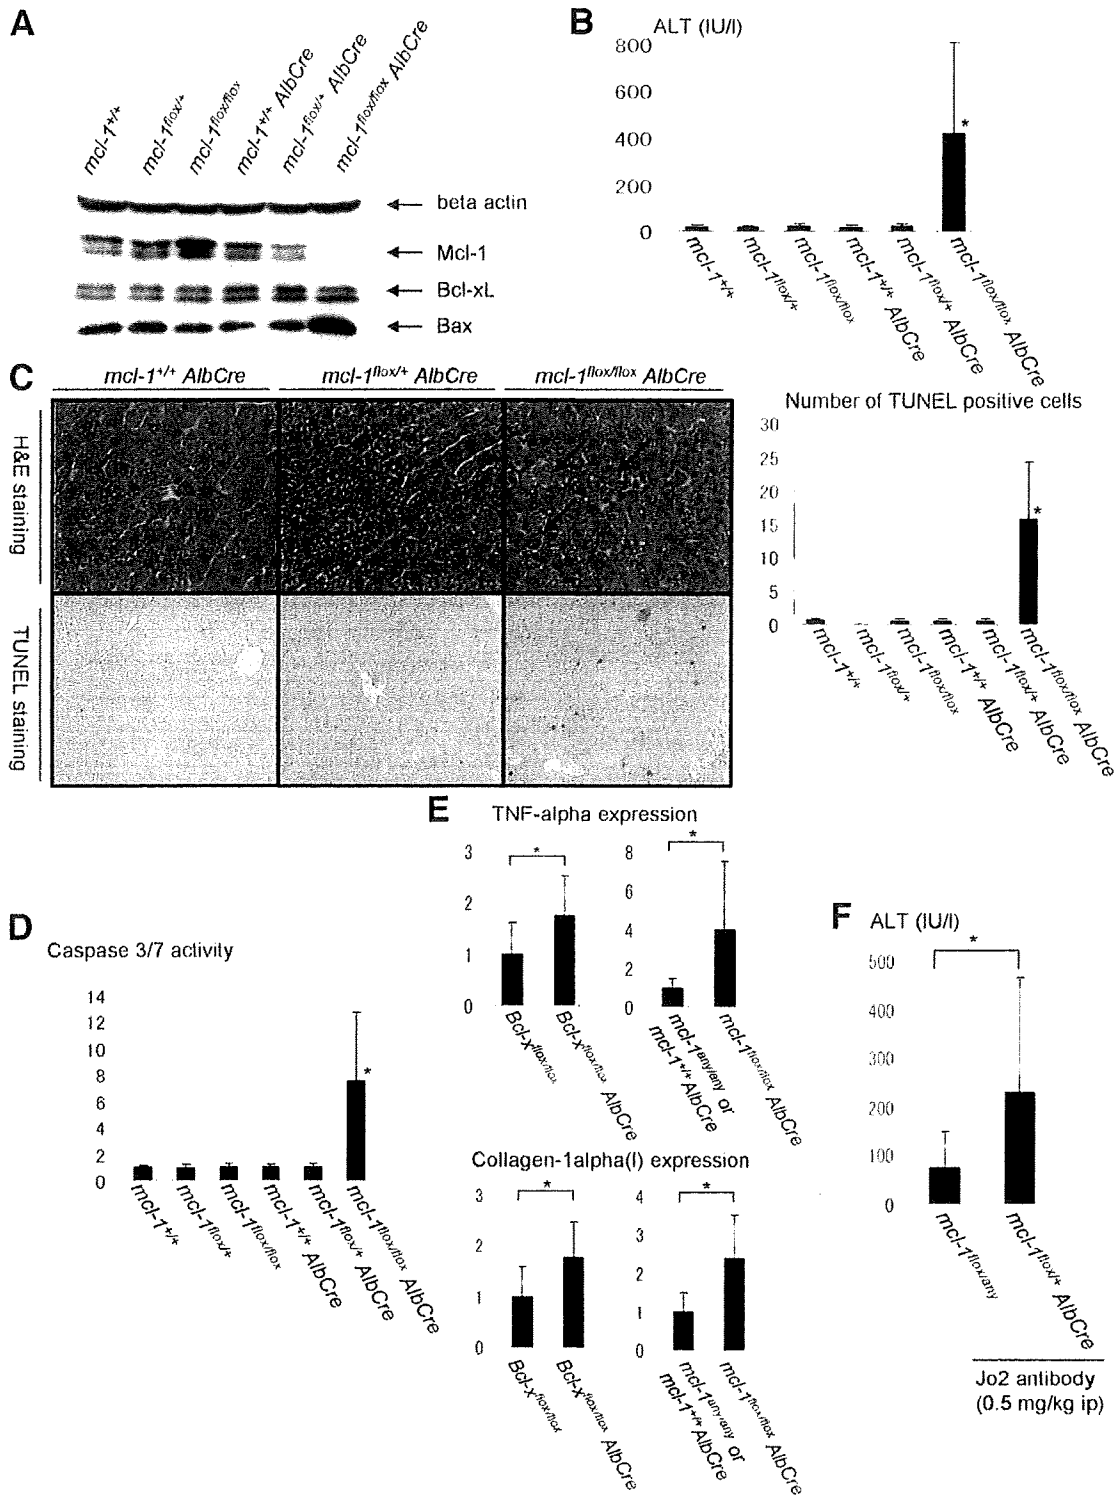 A
mcl-1+/+
mcl-1flox/+
mcl-1flox/flox
mcl-1+/+ AlbCre
mcl-1flox/+ AlbCre
mcl-1flox/flox AlbCre
beta actin
Mcl-1
Bcl-xL
Bax
B
ALT (IU/l)
800
600
400
200
0
mcl-1+/+
mcl-1flox/+
mcl-1flox/flox
mcl-1+/+ AlbCre
mcl-1flox/+ AlbCre
mcl-1flox/flox AlbCre
*
C
mcl-1+/+ AlbCre
mcl-1flox/+ AlbCre
mcl-1flox/flox AlbCre
H&E staining
TUNEL staining
Number of TUNEL positive cells
30
25
20
15
10
5
0
*
mcl-1+/+
mcl-1flox/+
mcl-1flox/flox
mcl-1+/+ AlbCre
mcl-1flox/+ AlbCre
mcl-1flox/flox AlbCre
D
Caspase 3/7 activity
14
12
10
8
6
4
2
0
*
mcl-1+/+
mcl-1flox/+
mcl-1flox/flox
mcl-1+/+ AlbCre
mcl-1flox/+ AlbCre
mcl-1flox/flox AlbCre
E
TNF-alpha expression
3
2
1
0
*
Bcl-xflox/flox
Bcl-xflox/flox AlbCre
8
6
4
2
0
*
mcl-1any/any or
mcl-1+/+AlbCre
mcl-1flox/flox AlbCre
Collagen-1alpha(I) expression
3
2
1
0
*
Bcl-xflox/flox
Bcl-xflox/flox AlbCre
4
3
2
1
0
*
mcl-1any/any or
mcl-1+/+AlbCre
mcl-1flox/flox AlbCre
F
ALT (IU/l)
500
400
300
200
100
0
*
mcl-1flox/any
mcl-1flox/+ AlbCre
Jo2 antibody
(0.5 mg/kg ip)